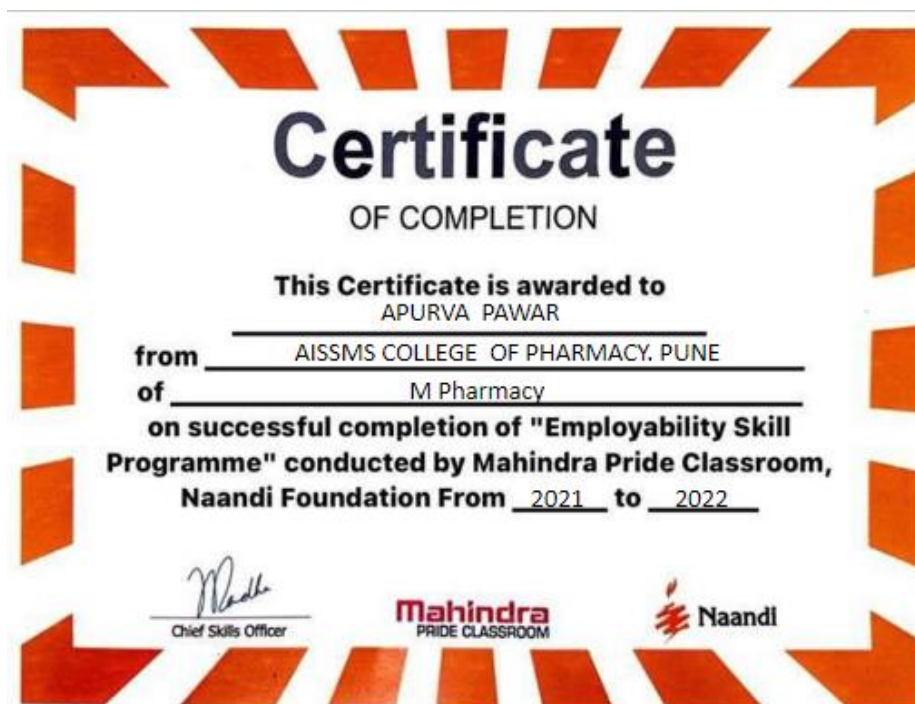 Certificate
OF COMPLETION
This Certificate is awarded to
APURVA PAWAR
from AISSMS COLLEGE OF PHARMACY. PUNE
of M Pharmacy
on successful completion of "Employability Skill
Programme" conducted by Mahindra Pride Classroom,
Naandi Foundation From 2021 to 2022
Chief Skills Officer
Mahindra
PRIDE CLASSROOM
Naandi